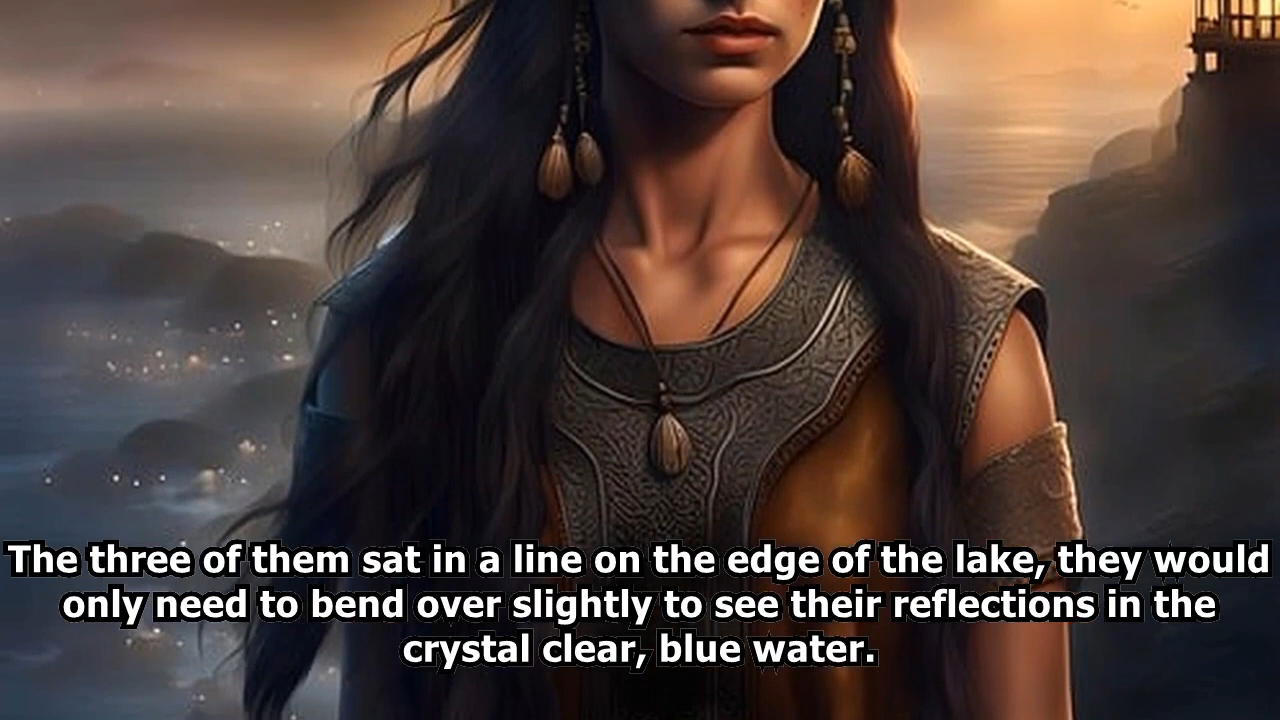 The three of them sat in a line on the edge of the lake, they would
only need to bend over slightly to see their reflections in the
crystal clear, blue water.